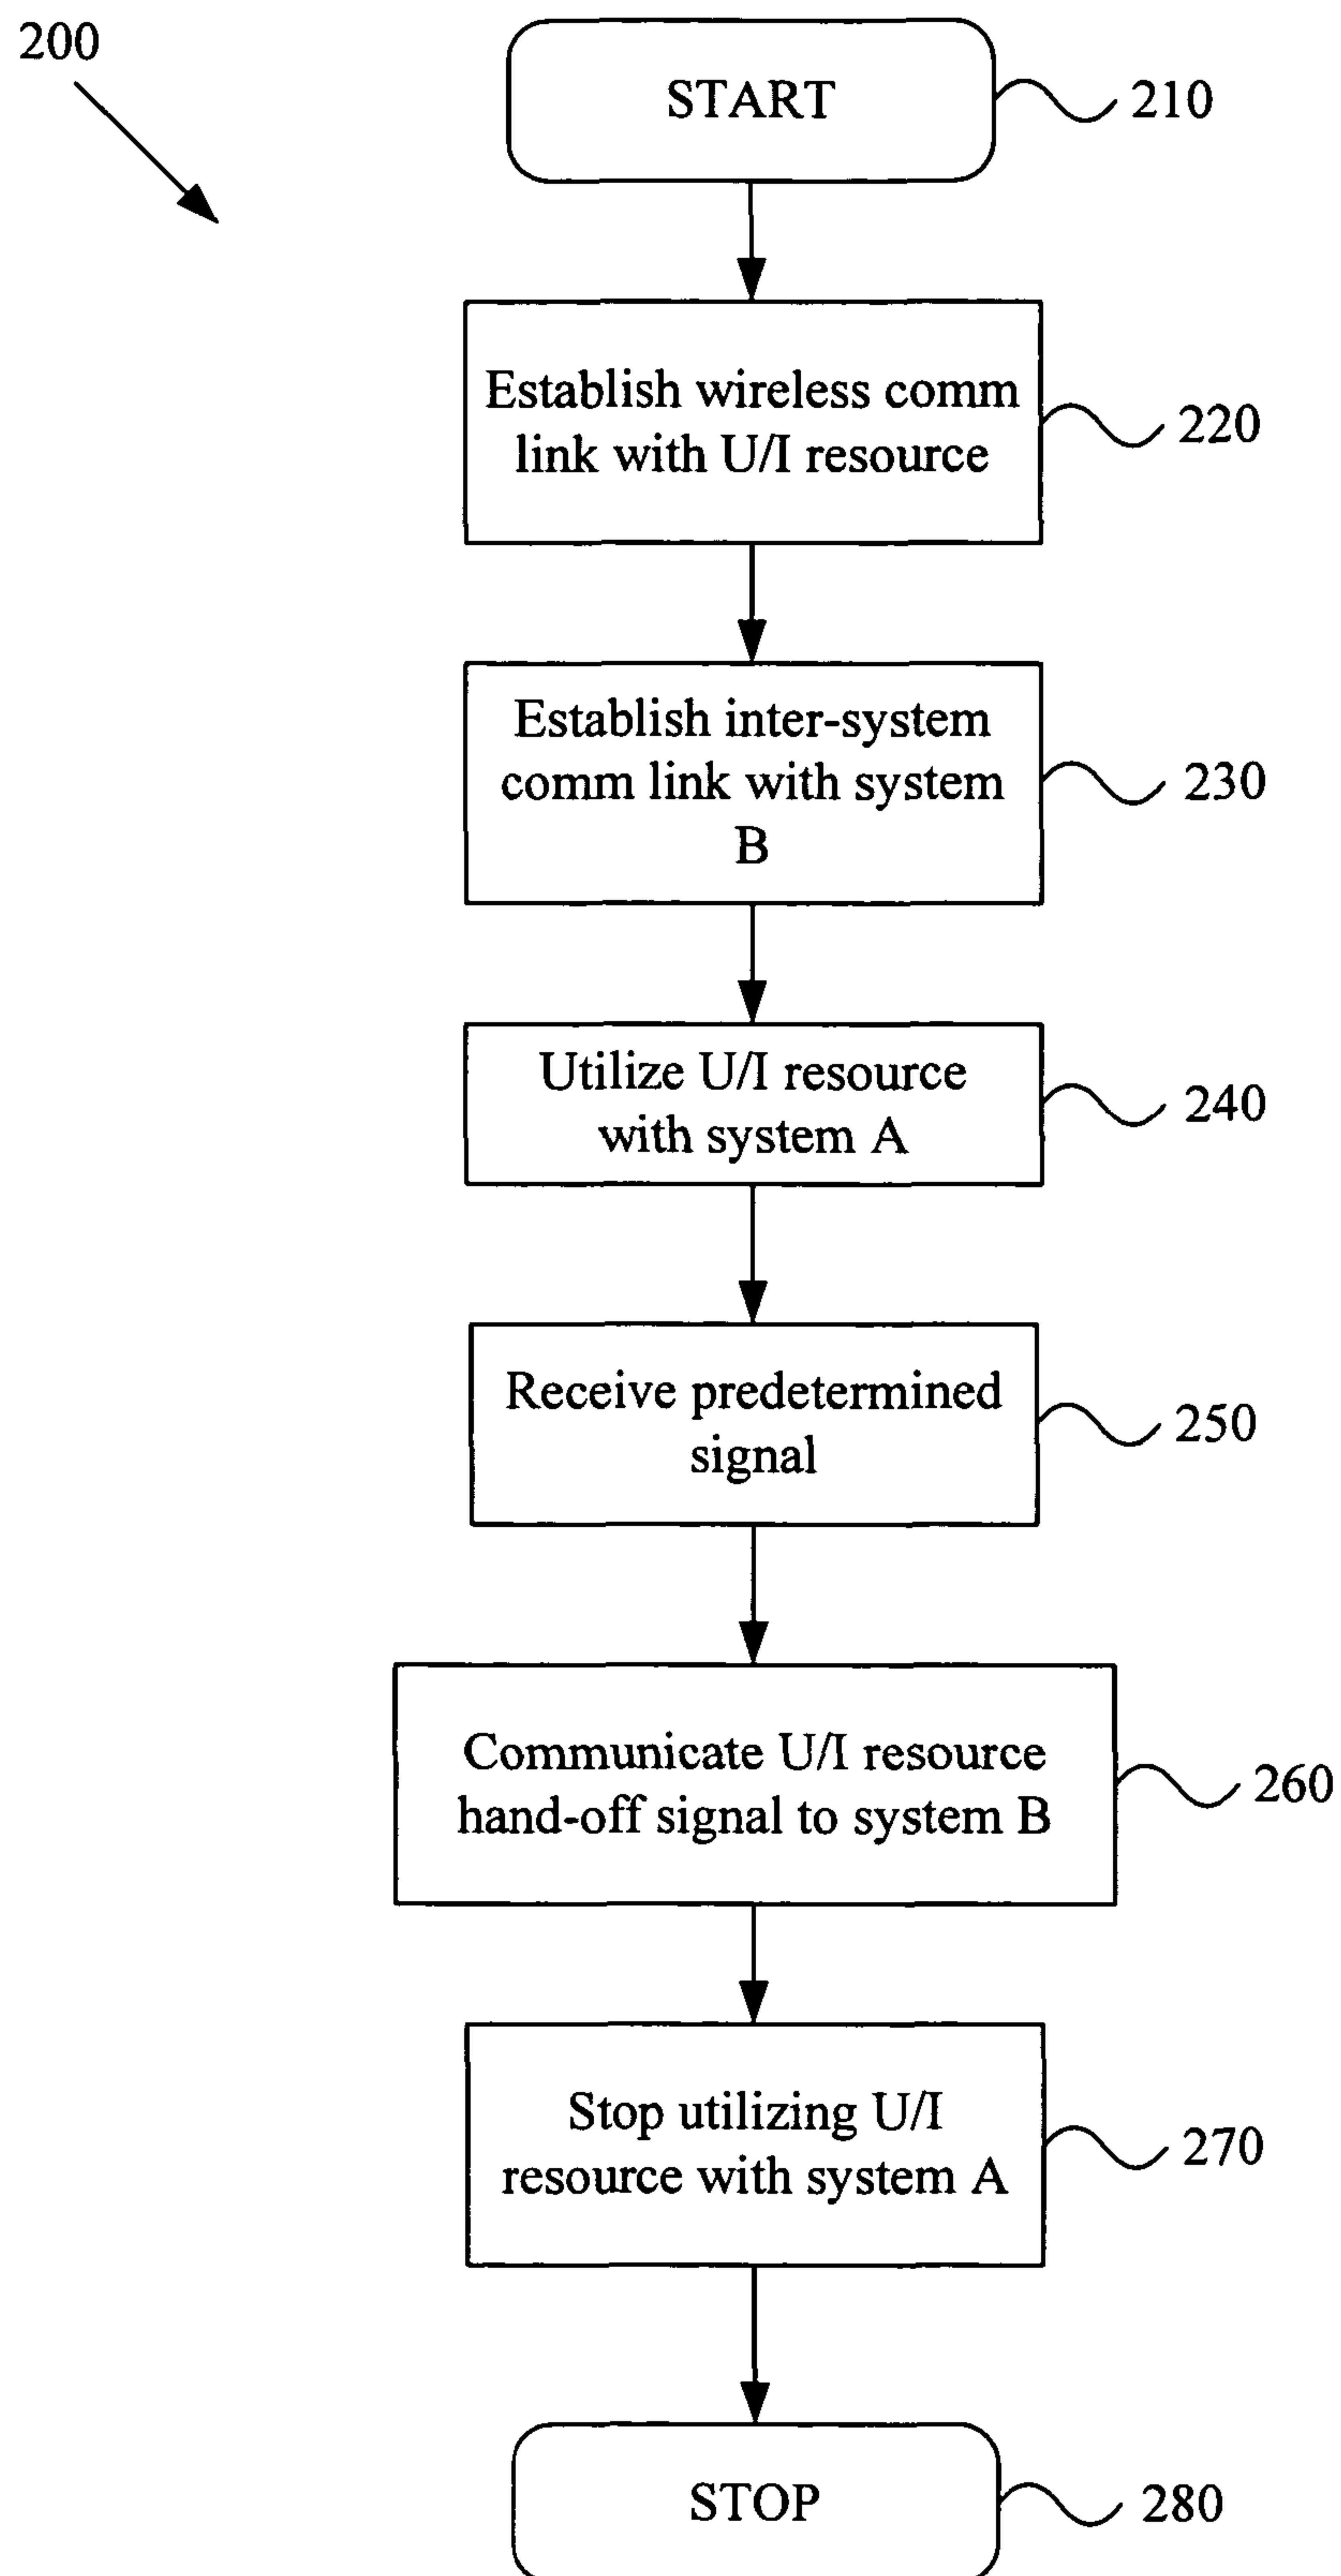 200
START
210
Establish wireless comm
link with U/I resource
220
Establish inter-system
comm link with system
B
230
Utilize U/I resource
with system A
240
Receive predetermined
signal
250
Communicate U/I resource
hand-off signal to system B
260
Stop utilizing U/I
resource with system A
270
STOP
280